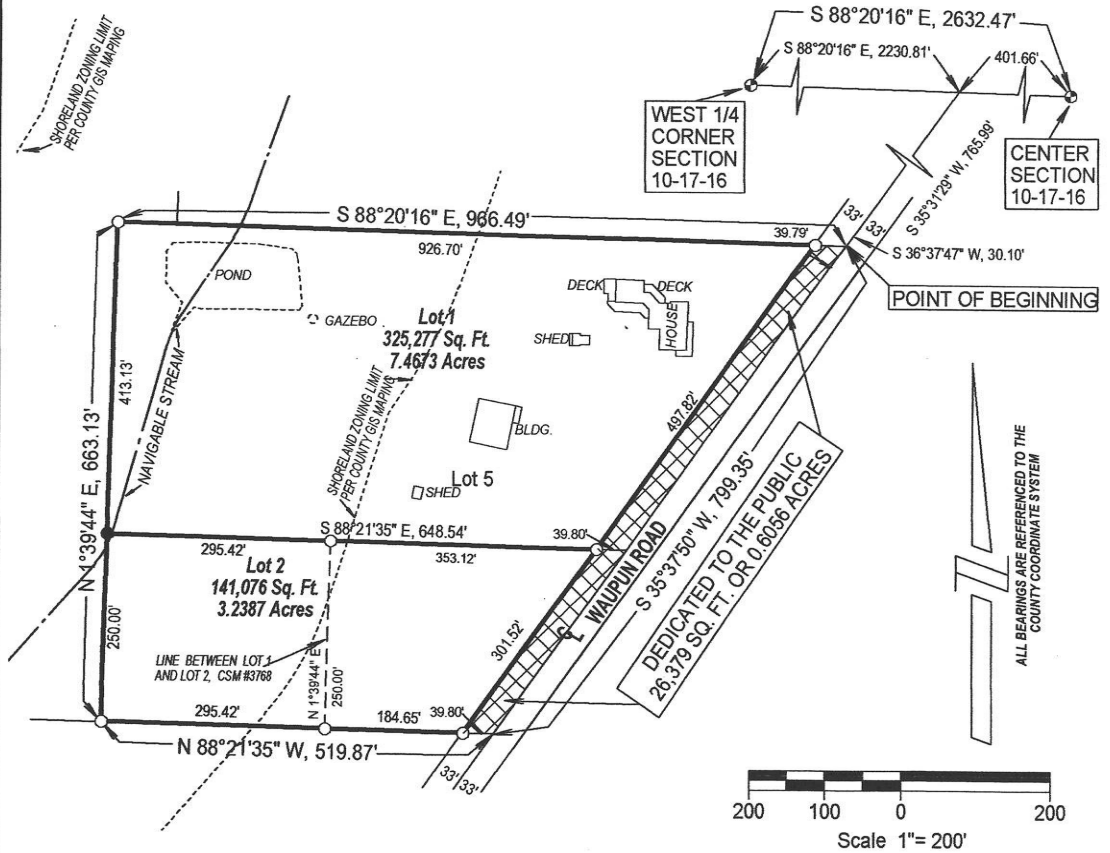 S 88°20'16" E, 2632.47'
S 88°20'16" E, 2230.81'
401.66'
SHORELAND ZONING LIMIT
PER COUNTY GIS MAPING
WEST 1/4
CORNER
SECTION
10-17-16
CENTER
SECTION
10-17-16
S 35°31'29" W, 765.99'
S 88°20'16" E, 966.49'
926.70'
39.79'
33'
33'
S 36°37'47" W, 30.10'
POINT OF BEGINNING
POND
GAZEBO
DECK
DECK
HOUSE
SHED
Lot 1
325,277 Sq. Ft.
7.4673 Acres
NAVIGABLE STREAM
413.13'
N 1°39'44" E, 663.13'
SHORELAND ZONING LIMIT
PER COUNTY GIS MAPING
BLDG.
Lot 5
SHED
497.82'
S 88°21'35" E, 648.54'
295.42'
353.12'
39.80'
Lot 2
141,076 Sq. Ft.
3.2387 Acres
250.00'
LINE BETWEEN LOT 1
AND LOT 2, CSM #3768
N 1°39'44" E
250.00'
301.52'
CL WAUPUN ROAD
S 35°37'50" W, 799.35'
DEDICATED TO THE PUBLIC
26,379 SQ. FT. OR 0.6056 ACRES
295.42'
184.65'
39.80'
N 88°21'35" W, 519.87'
33'
33'
ALL BEARINGS ARE REFERENCED TO THE
COUNTY COORDINATE SYSTEM
200 100 0 200
Scale 1"= 200'